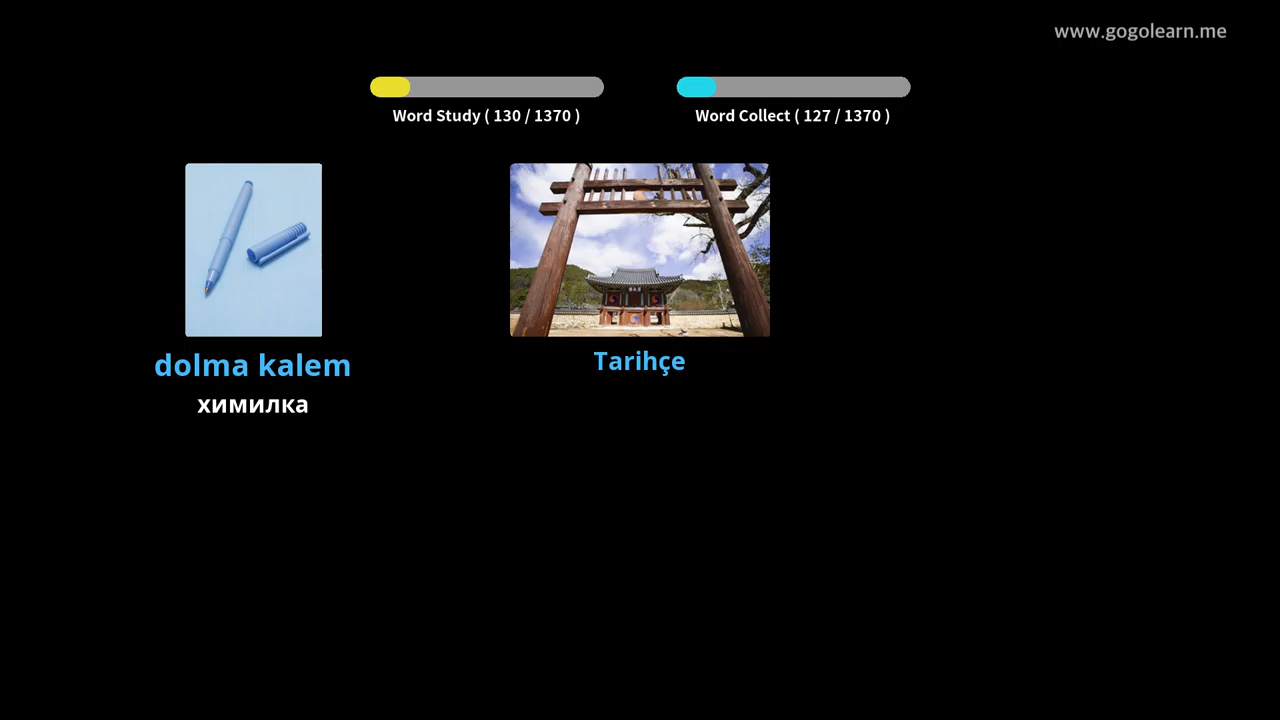 www.gogolearn.me
Word Study ( 130 / 1370 )
Word Collect ( 127 / 1370 )
dolma kalem
химилка
Tarihçe